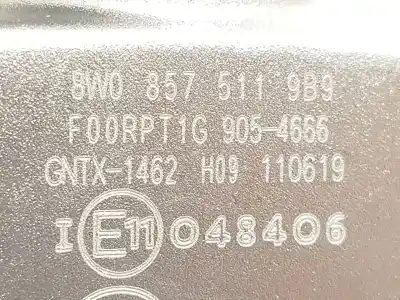 8W0 857 511 9B9
F00RPT1G 905-4666
GNTX-1462 H09 110619
I E11 048406